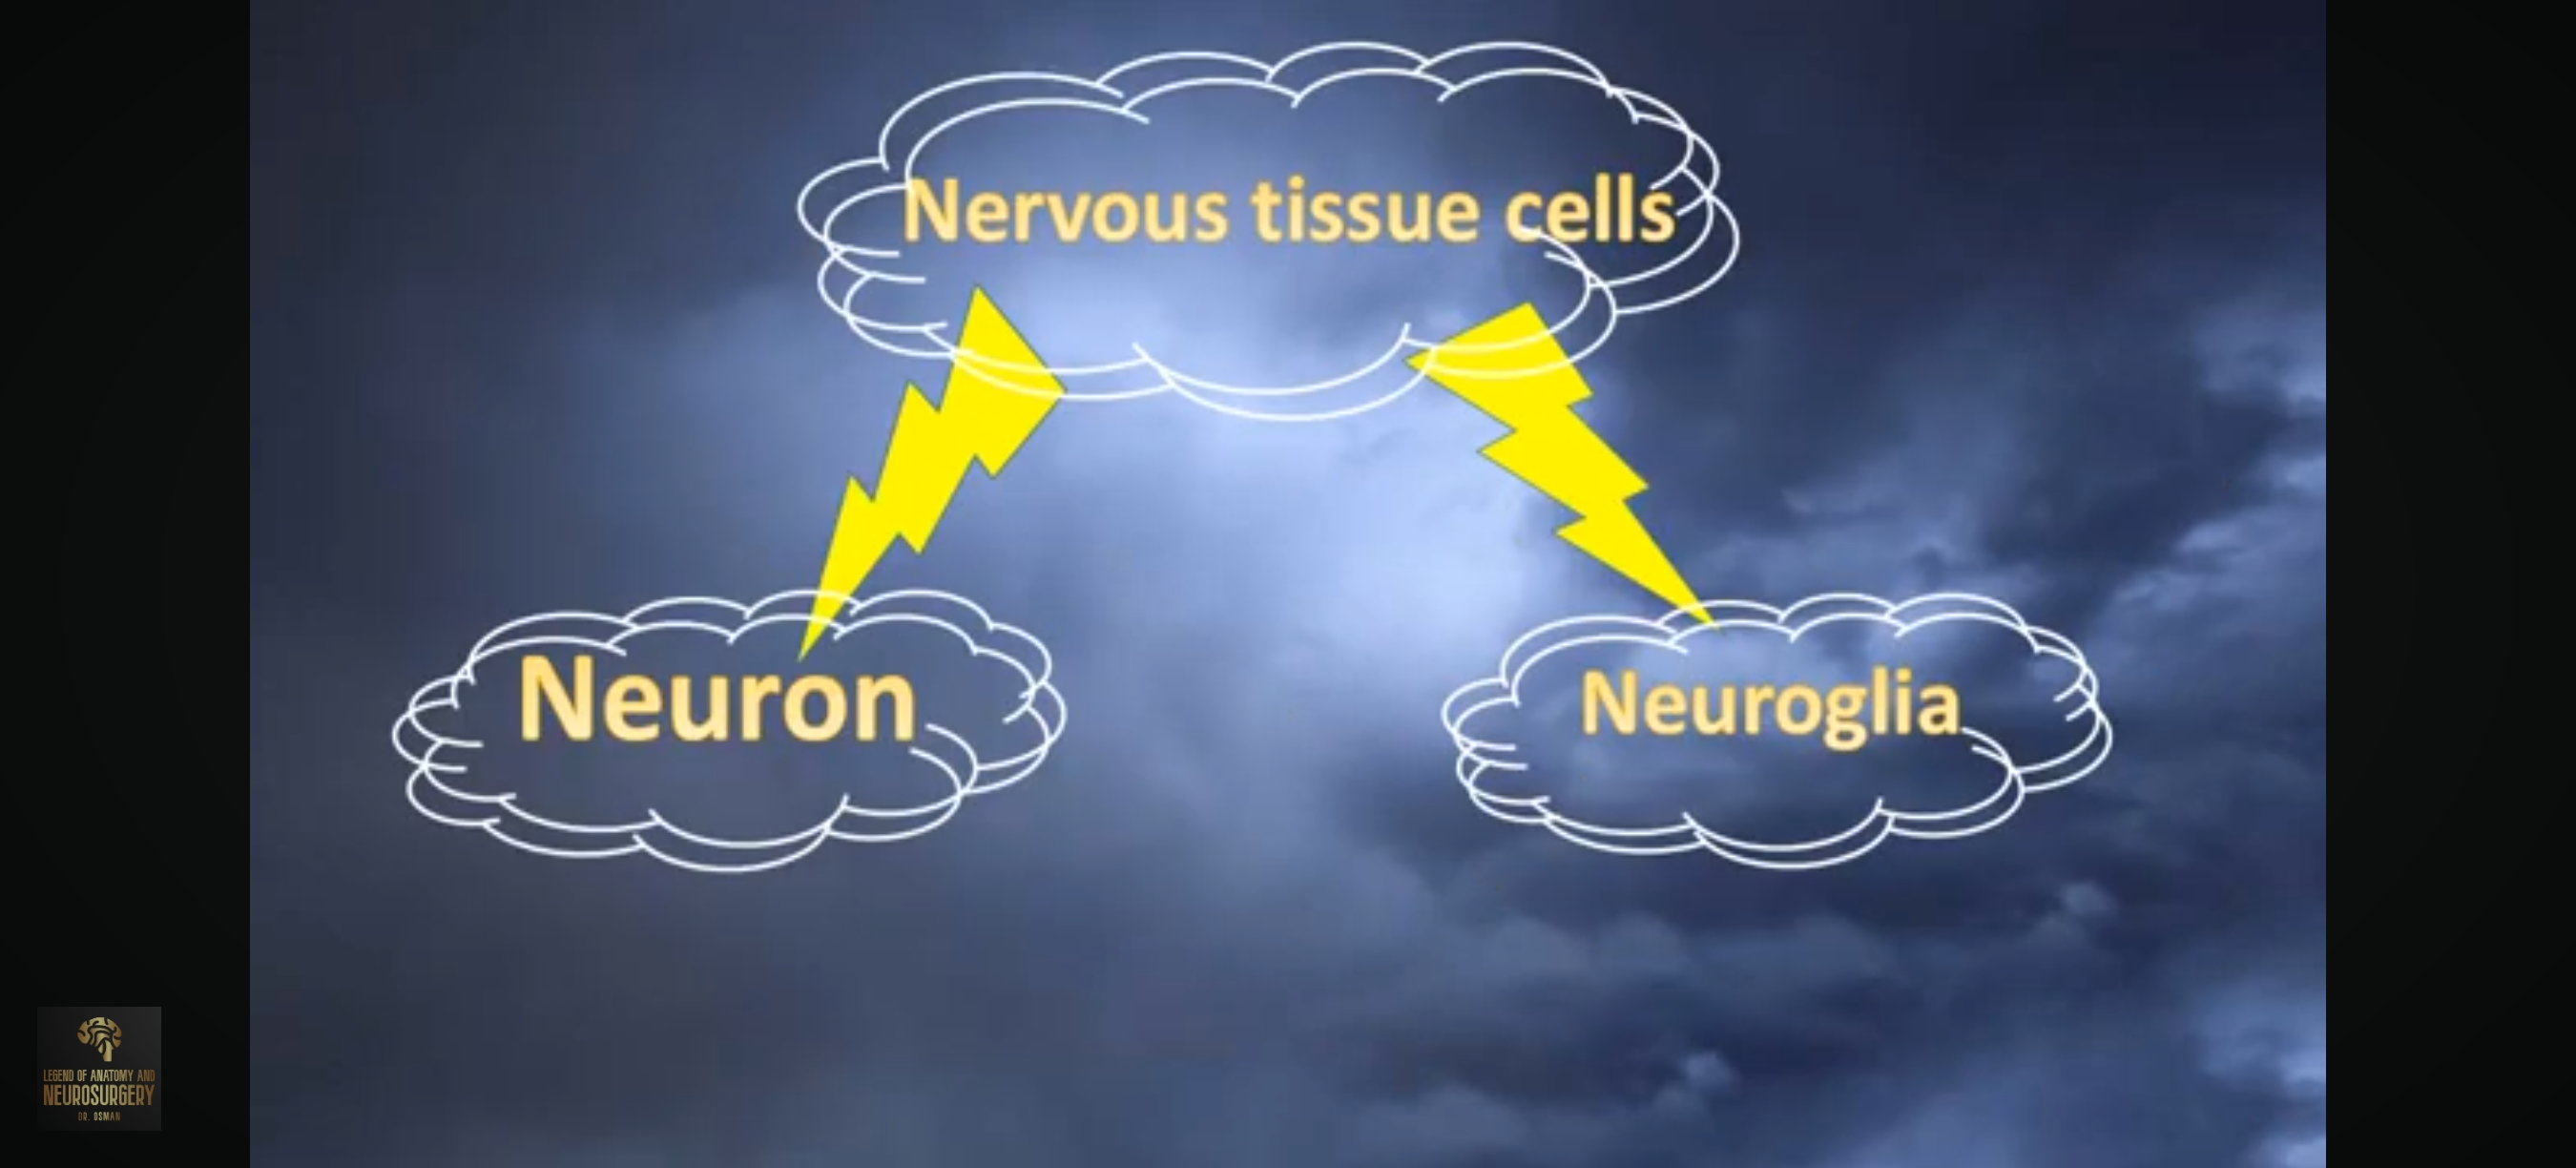 Nervous tissue cells
Neuron
Neuroglia
LEGEND OF ANATOMY AND
NEUROSURGERY
DR. OSMAN